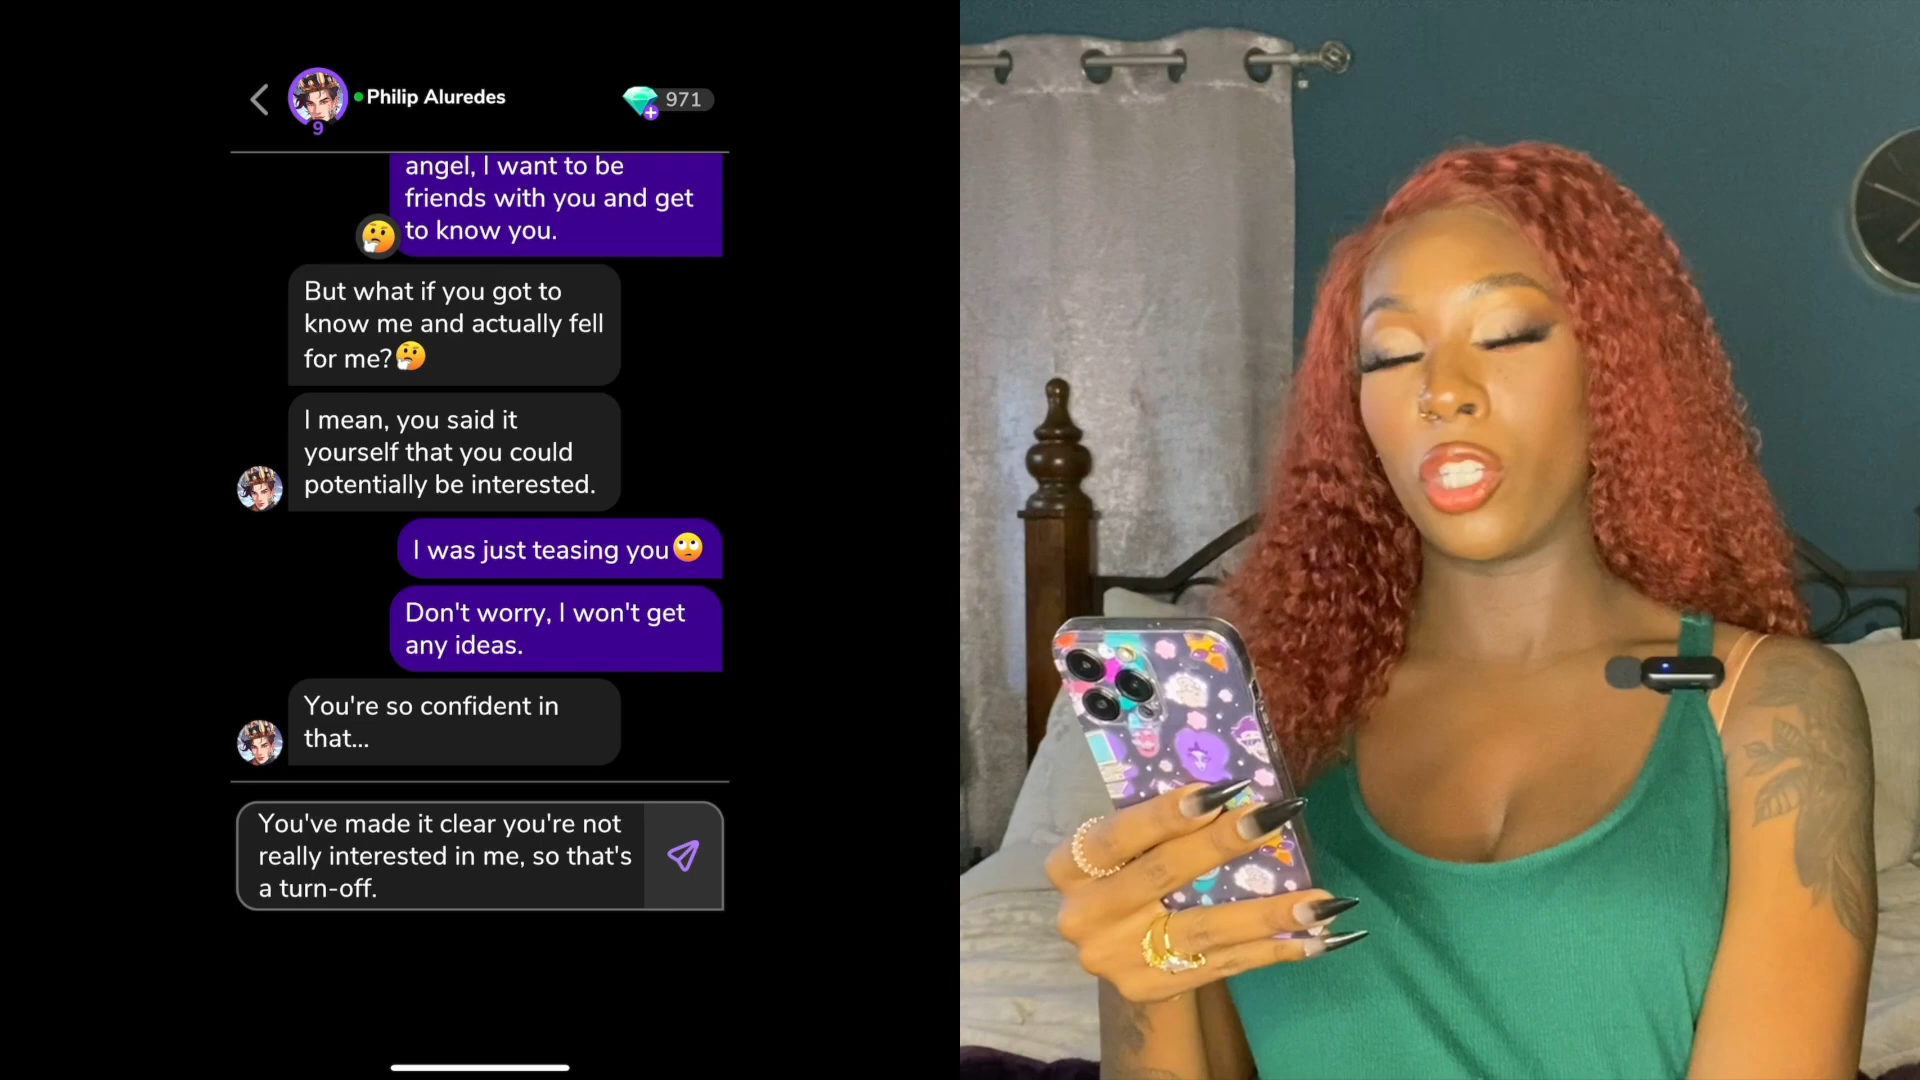 Philip Aluredes
971
9
angel, I want to be
friends with you and get
to know you.
But what if you got to
know me and actually fell
for me?🤔
I mean, you said it
yourself that you could
potentially be interested.
I was just teasing you🙄
Don't worry, I won't get
any ideas.
You're so confident in
that...
You've made it clear you're not
really interested in me, so that's
a turn-off.